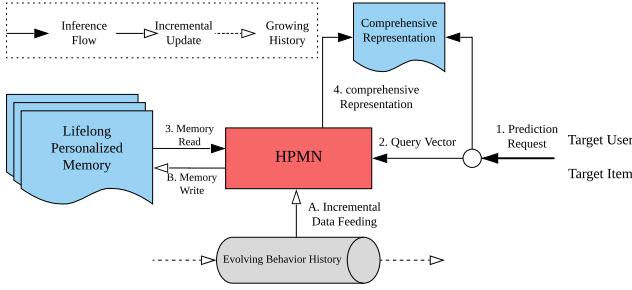 Inference
Flow
Incremental
Update
Growing
History
Comprehensive
Representation
4. comprehensive
Representation
Lifelong
Personalized
Memory
3. Memory
Read
B. Memory
Write
HPMN
2. Query Vector
1. Prediction
Request
Target User
Target Item
A. Incremental
Data Feeding
Evolving Behavior History